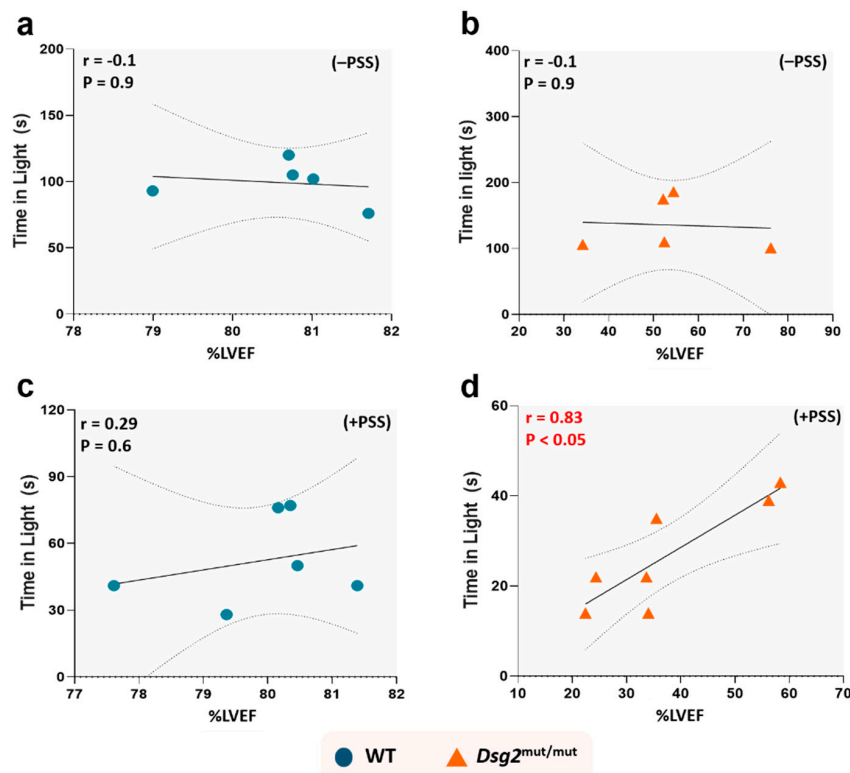 a
b
r = -0.1
P = 0.9
(–PSS)
r = -0.1
P = 0.9
(–PSS)
Time in Light (s)
200
150
100
50
0
78
79
80
81
82
%LVEF
Time in light (s)
400
300
200
100
0
20
30
40
50
60
70
80
90
%LVEF
c
d
r = 0.29
P = 0.6
(+PSS)
r = 0.83
P < 0.05
(+PSS)
Time in Light (s)
120
90
60
30
0
77
78
79
80
81
82
%LVEF
Time in Light (s)
60
40
20
0
10
20
30
40
50
60
70
%LVEF
WT
Dsg2mut/mut